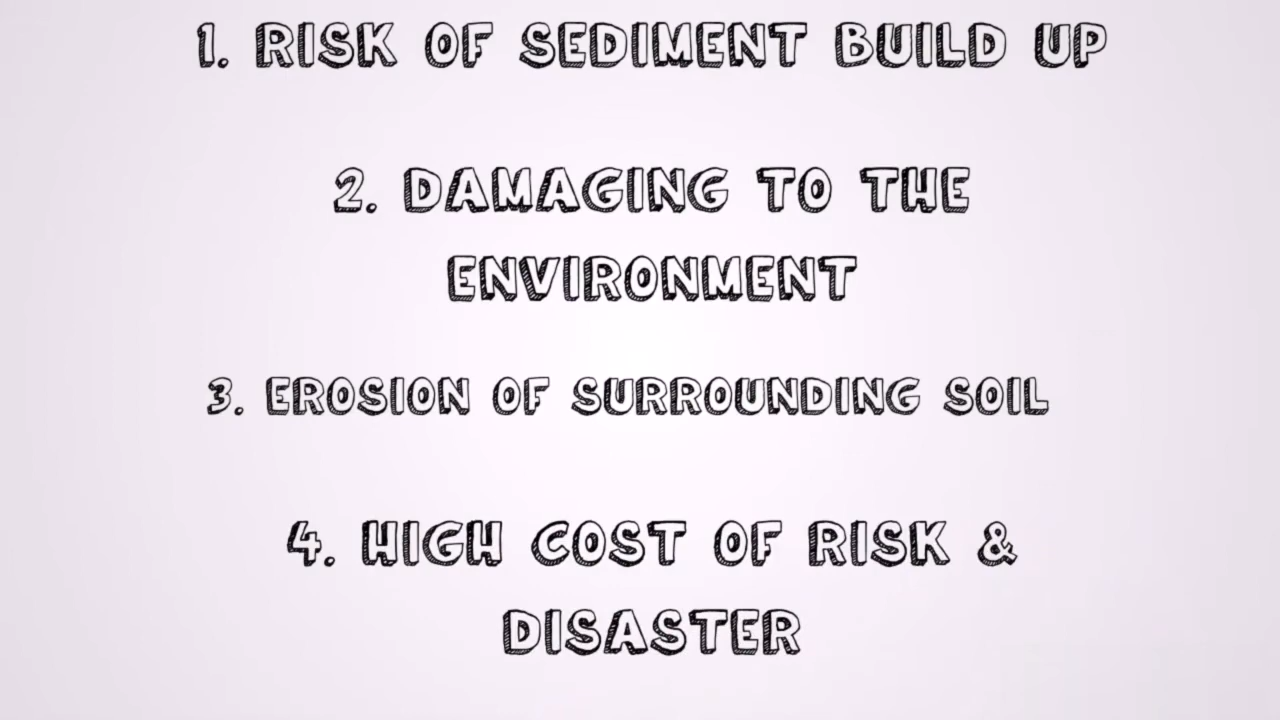 1. RISK OF SEDIMENT BUILD UP
2. DAMAGING TO THE
ENVIRONMENT
3. EROSION OF SURROUNDING SOIL
4. HIGH COST OF RISK &
DISASTER